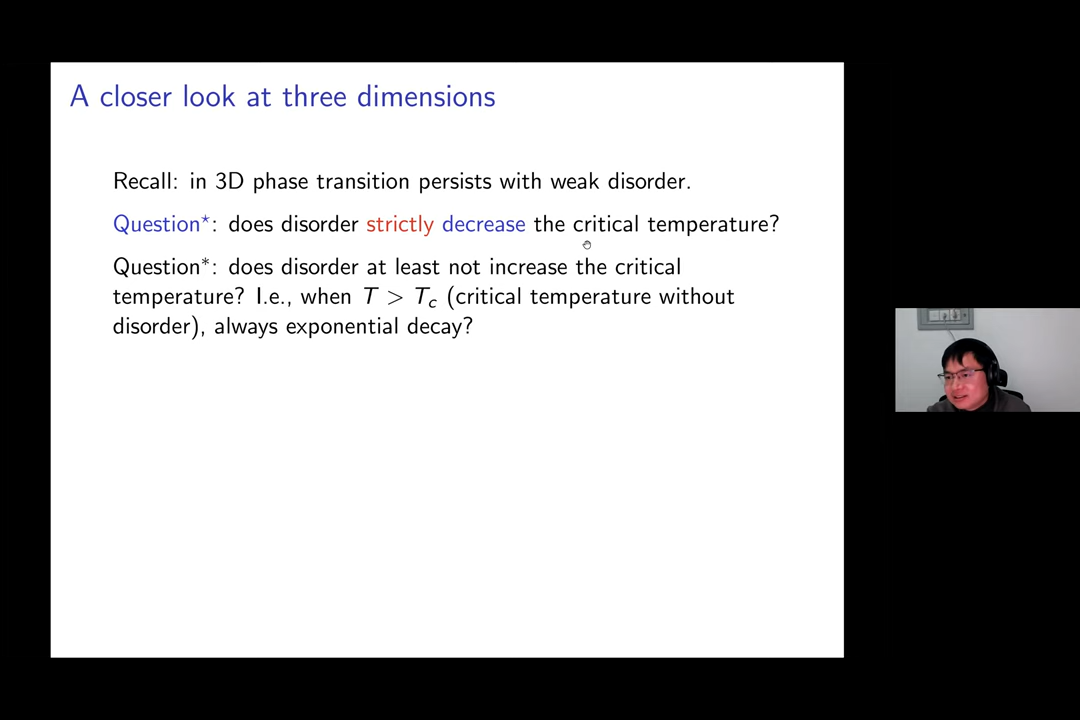 A closer look at three dimensions
Recall: in 3D phase transition persists with weak disorder.
Question⋆: does disorder strictly decrease the critical temperature?
Question*: does disorder at least not increase the critical
temperature? I.e., when T > T_c (critical temperature without
disorder), always exponential decay?